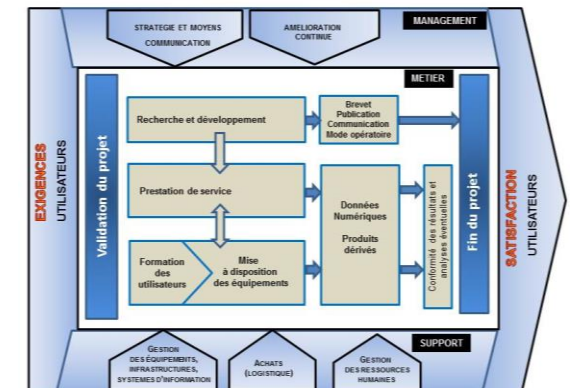 STRATEGIE ET MOYENS
COMMUNICATION
AMELIORATION
CONTINUE
MANAGEMENT
METIER
EXIGENCES
UTILISATEURS
Validation du projet
Recherche et développement
Brevet
Publication
Communication
Mode opératoire
Prestation de service
Données
Numériques
Produits
dérivés
Formation
des
utilisateurs
Mise
à disposition
des équipements
Conformité des résultats et
analyses éventuelles
Fin du projet
SATISFACTION
UTILISATEURS
SUPPORT
GESTION
DES ÉQUIPEMENTS,
INFRASTRUCTURES,
SYSTEMES D'INFORMATION
ACHATS
(LOGISTIQUE)
GESTION
DES RESSOURCES
HUMAINES